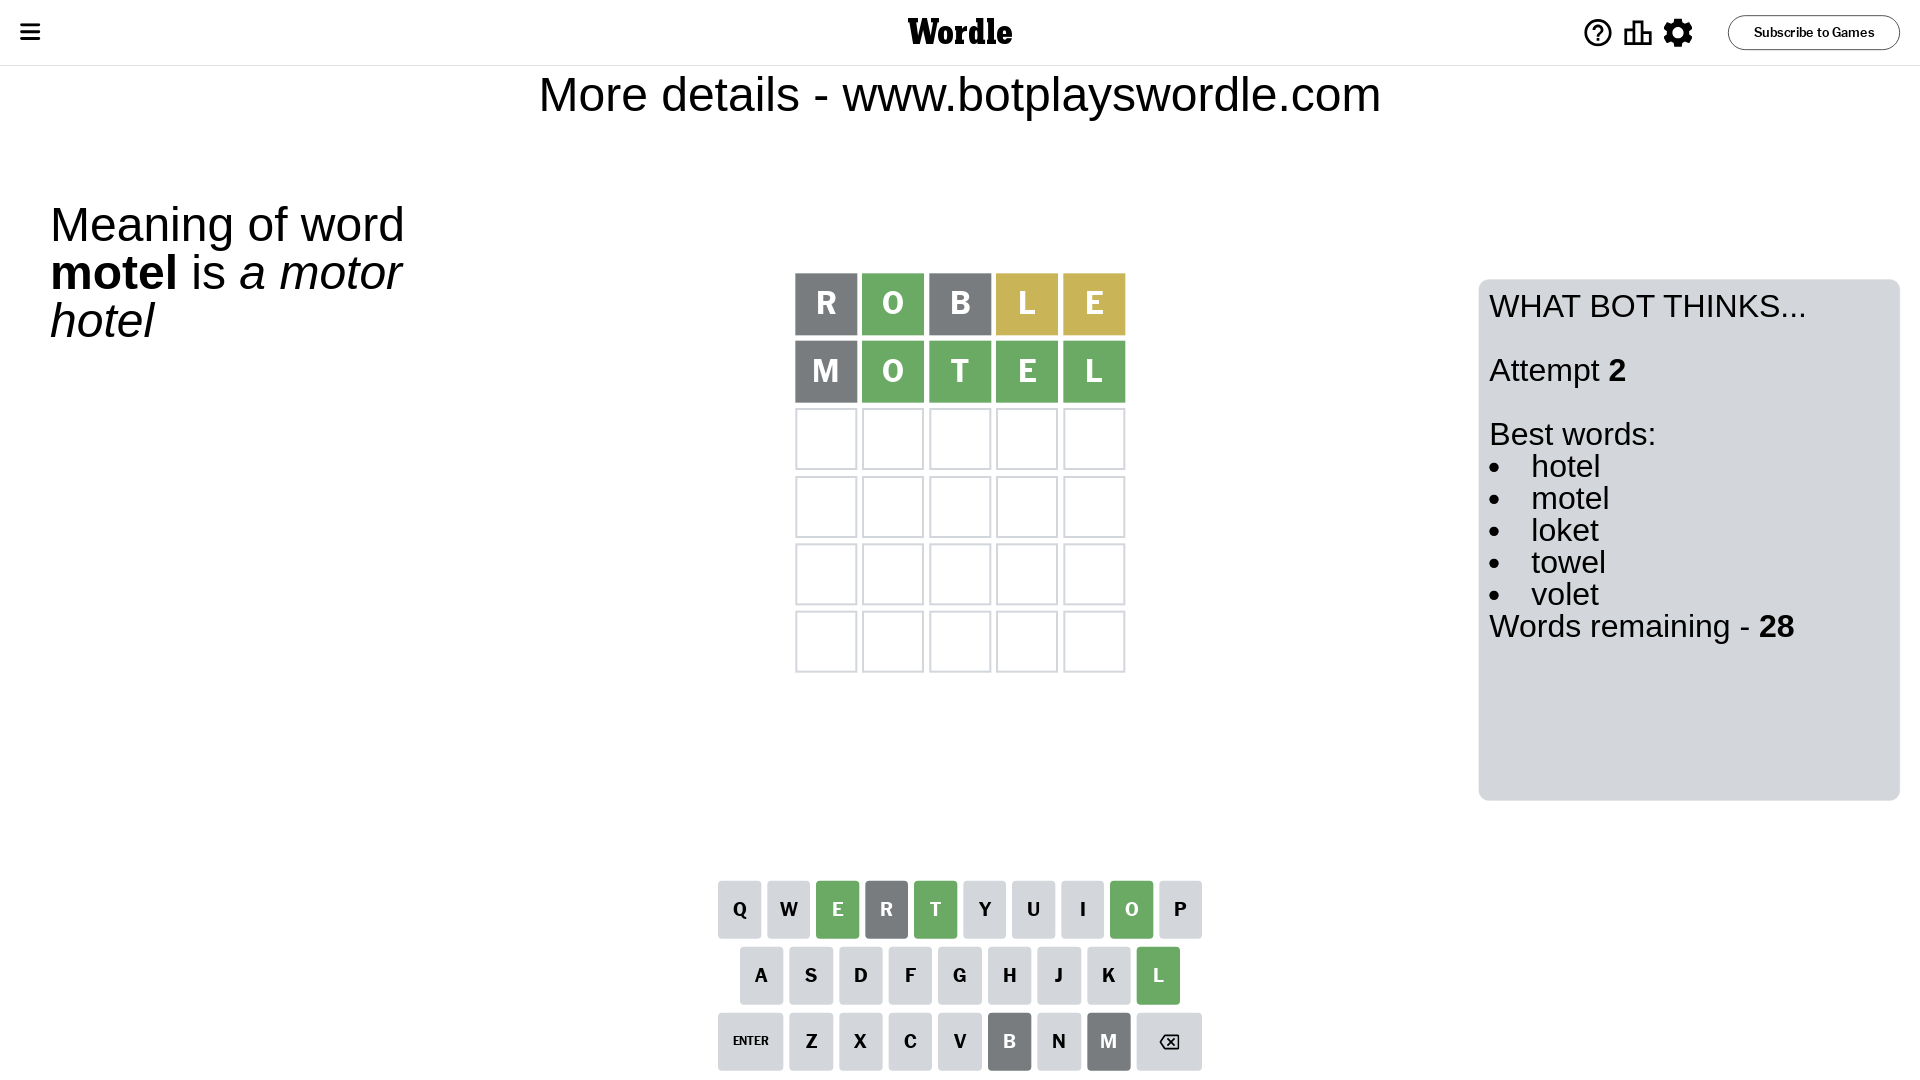 Wordle
Subscribe to Games
More details - www.botplayswordle.com
Meaning of word
motel is a motor
hotel
R O B L E
M O T E L
WHAT BOT THINKS...
Attempt 2
Best words:
• hotel
• motel
• loket
• towel
• volet
Words remaining - 28
Q W E R T Y U I O P
A S D F G H J K L
ENTER Z X C V B N M